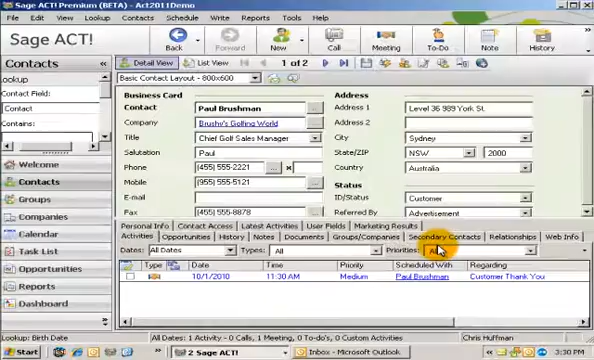 Sage ACT! Premium (BETA) - Act2011Demo
File Edit View Lookup Contacts Schedule Write Reports Tools Help
Sage ACT!
Back Forward New Call Meeting To-Do Note History
Contacts
Detail View List View 1 of 2
Basic Contact Layout - 800x600
Lookup
Contact Field:
Contact
Contains:
Welcome
Contacts
Groups
Companies
Calendar
Task List
Opportunities
Reports
Dashboard
Business Card
Contact Paul Brushman
Company Brushy's Golfing World
Title Chief Golf Sales Manager
Salutation Paul
Phone (455) 555-2221 x
Mobile (955) 555-5121
E-mail
Fax (455) 555-8878
Address
Address 1 Level 36 989 York St.
Address 2
City Sydney
State/ZIP NSW 2000
Country Australia
Status
ID/Status Customer
Referred By Advertisement
Personal Info Contact Access Latest Activities User Fields Marketing Results
Activities Opportunities History Notes Documents Groups/Companies Secondary Contacts Relationships Web Info
Dates: All Dates Types: All Priorities:
Type Date Time Priority Scheduled With Regarding
10/1/2010 11:30 AM Medium Paul Brushman Customer Thank You
Lookup: Birth Date All Dates: 1 Activity - 0 Calls, 1 Meeting, 0 To-do's, 0 Custom Activities Chris Huffman
Start 2 Sage ACT! Inbox - Microsoft Outlook 3:30 PM